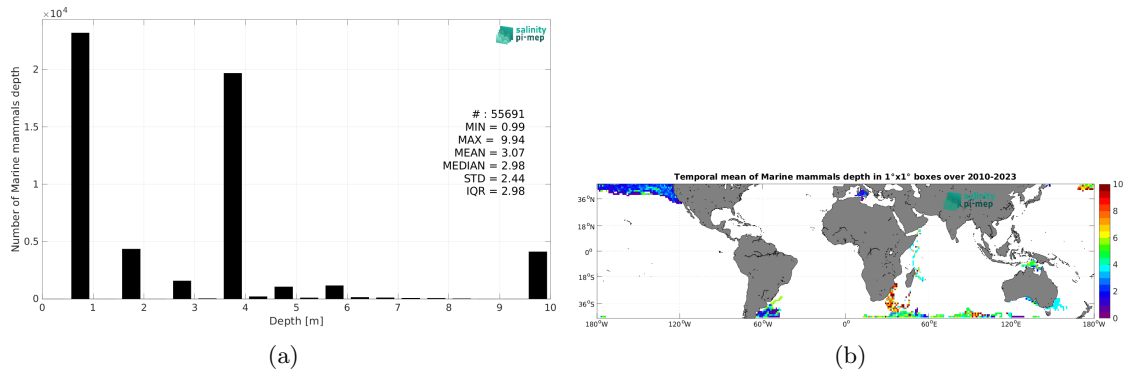 ×10⁴
salinity
pi-mep
2
1.5
1
0.5
0
Number of Marine mammals depth
# : 55691
MIN = 0.99
MAX = 9.94
MEAN = 3.07
MEDIAN = 2.98
STD = 2.44
IQR = 2.98
0 1 2 3 4 5 6 7 8 9 10
Depth [m]
(a)
Temporal mean of Marine mammals depth in 1°x1° boxes over 2010-2023
salinity
pi-mep
36°N
18°N
0°
18°S
36°S
180°W 120°W 60°W 0° 60°E 120°E 180°W
10
8
6
4
2
0
(b)